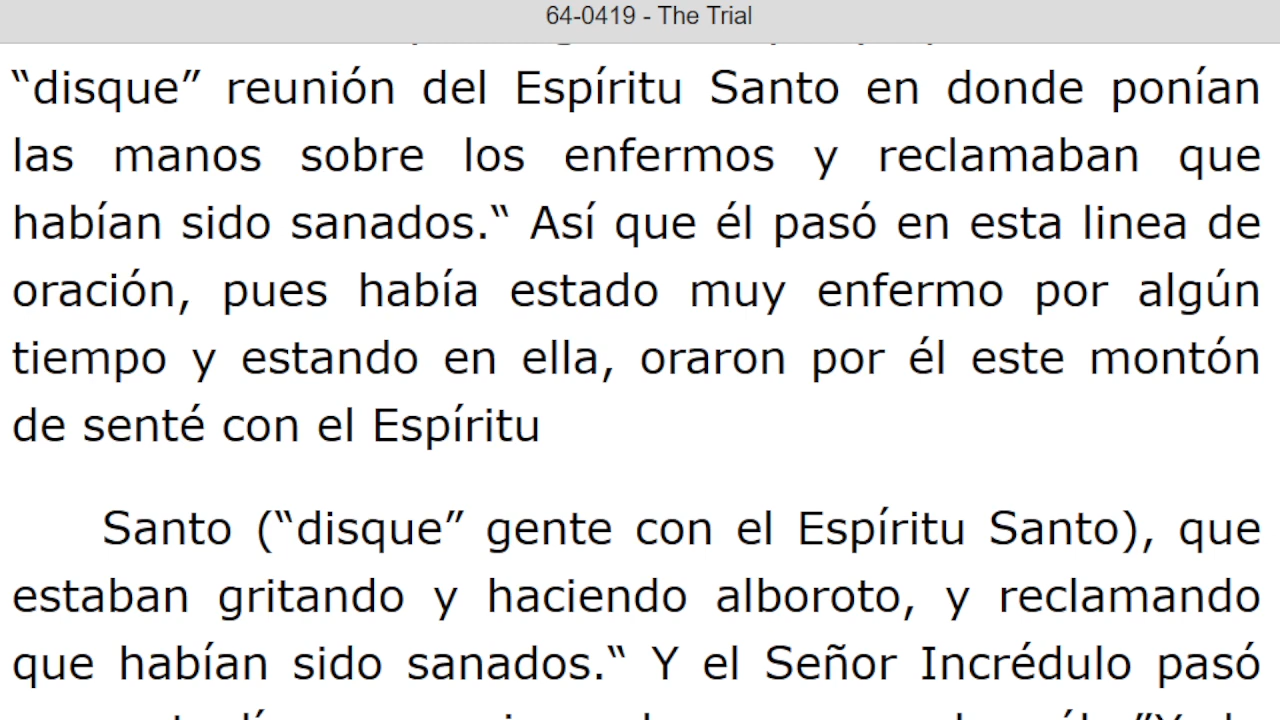 64-0419 - The Trial
“disque” reunión del Espíritu Santo en donde ponían
las manos sobre los enfermos y reclamaban que
habían sido sanados.“ Así que él pasó en esta linea de
oración, pues había estado muy enfermo por algún
tiempo y estando en ella, oraron por él este montón
de senté con el Espíritu
Santo (“disque” gente con el Espíritu Santo), que
estaban gritando y haciendo alboroto, y reclamando
que habían sido sanados.“ Y el Señor Incrédulo pasó